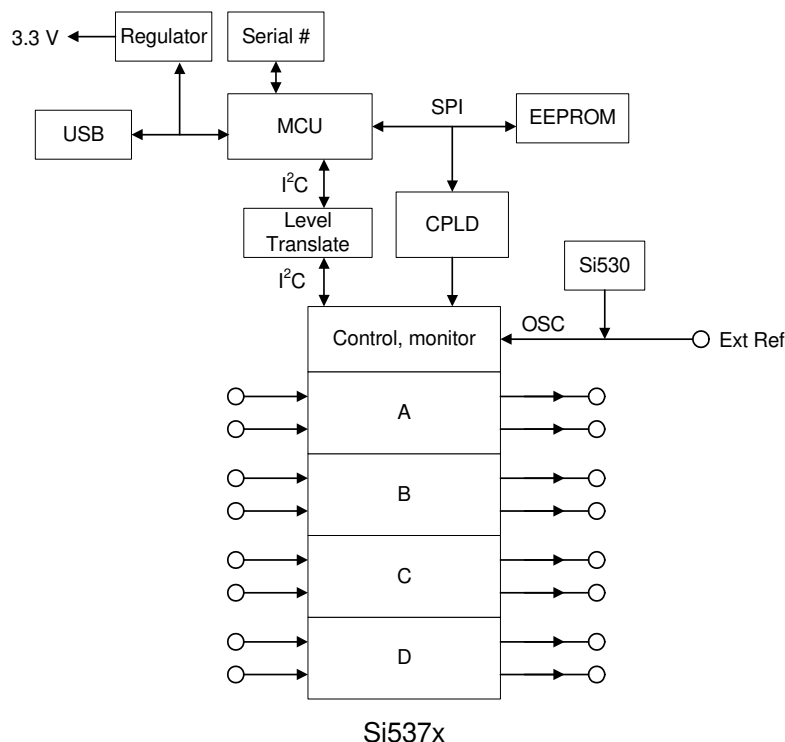 3.3 V
Regulator
Serial #
USB
MCU
SPI
EEPROM
I²C
Level
Translate
CPLD
I²C
Si530
Control, monitor
OSC
Ext Ref
A
B
C
D
Si537x